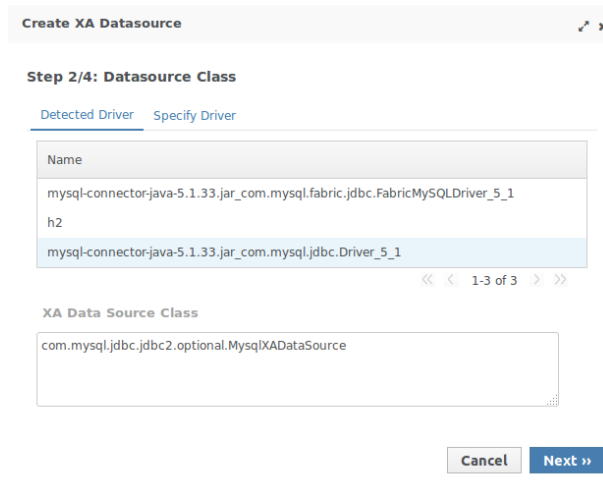 Create XA Datasource
Step 2/4: Datasource Class
Detected Driver Specify Driver
Name
mysql-connector-java-5.1.33.jar_com.mysql.fabric.jdbc.FabricMySQLDriver_5_1
h2
mysql-connector-java-5.1.33.jar_com.mysql.jdbc.Driver_5_1
« < 1-3 of 3 > »
XA Data Source Class
com.mysql.jdbc.jdbc2.optional.MysqlXADataSource
Cancel Next ››